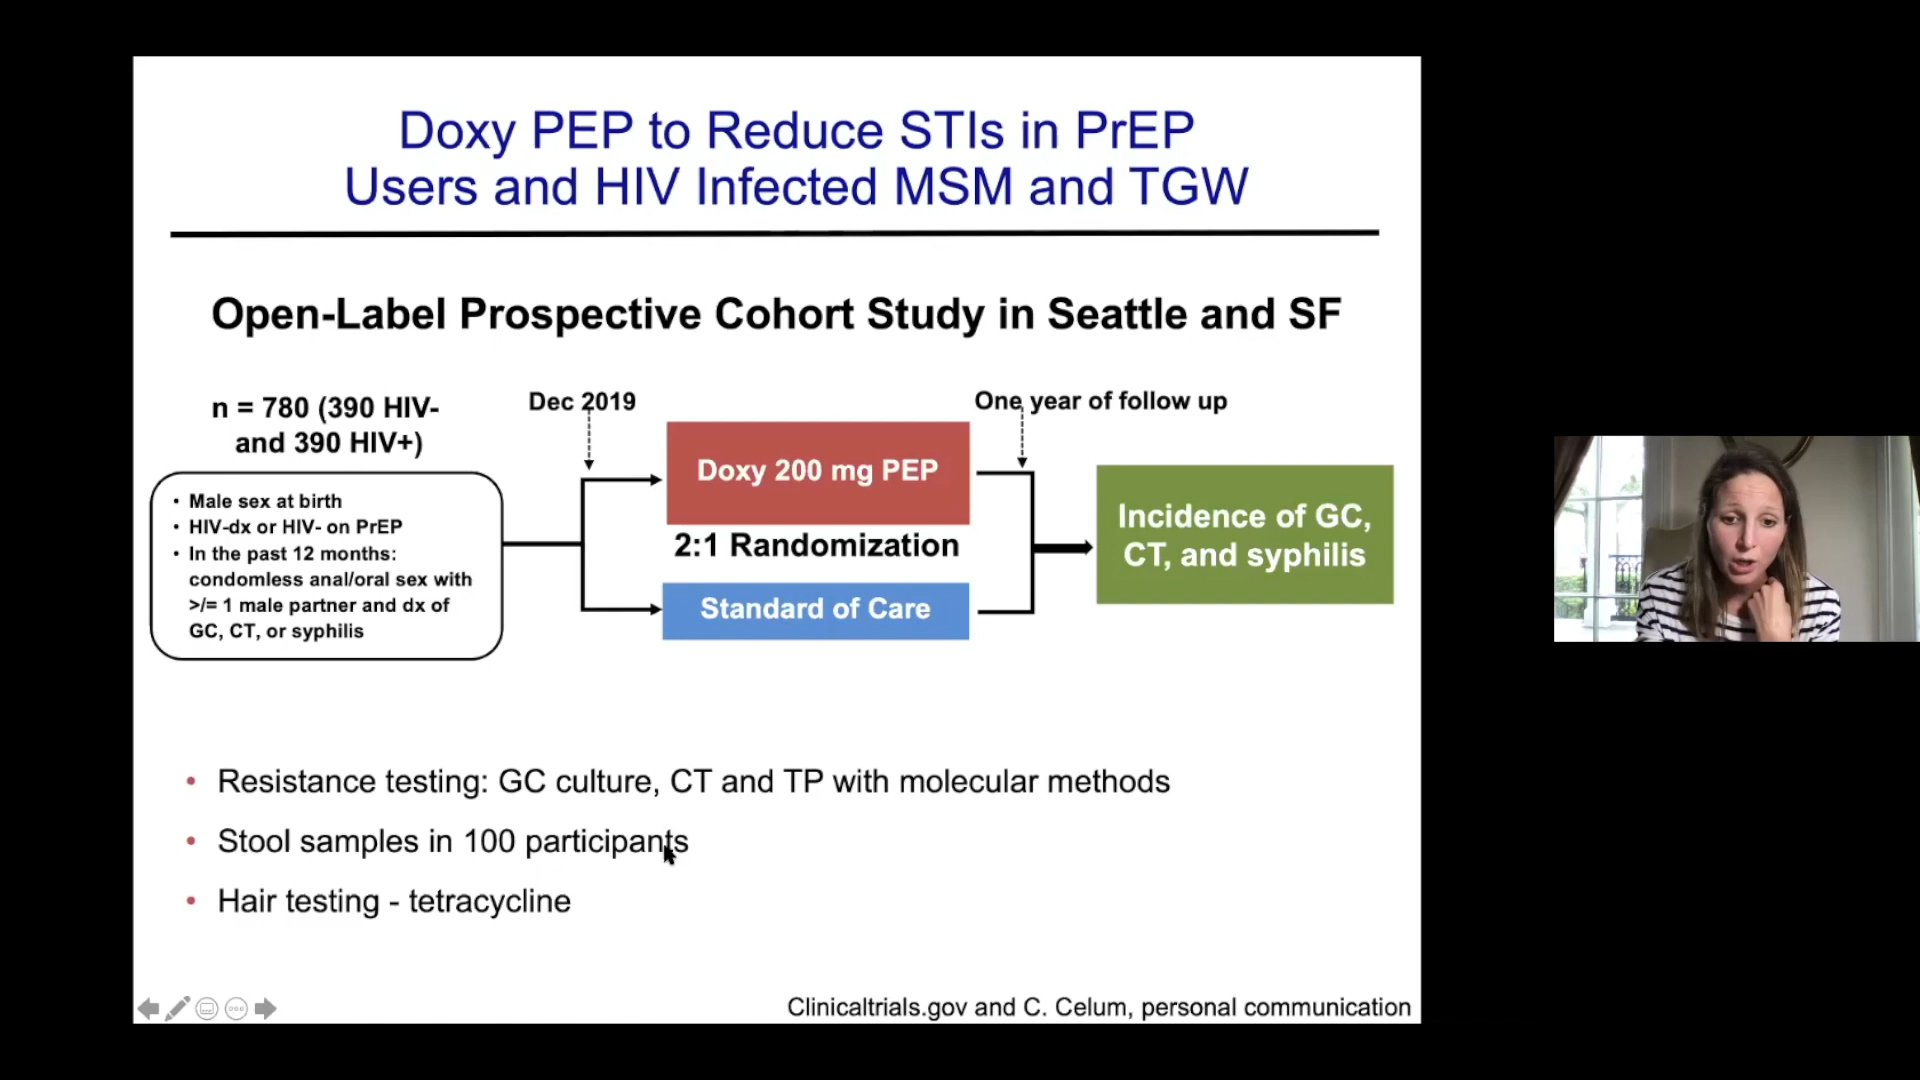 Doxy PEP to Reduce STIs in PrEP
Users and HIV Infected MSM and TGW
Open-Label Prospective Cohort Study in Seattle and SF
n = 780 (390 HIV-
and 390 HIV+)
• Male sex at birth
• HIV-dx or HIV- on PrEP
• In the past 12 months:
condomless anal/oral sex with
>/= 1 male partner and dx of
GC, CT, or syphilis
Dec 2019
Doxy 200 mg PEP
2:1 Randomization
Standard of Care
One year of follow up
Incidence of GC,
CT, and syphilis
• Resistance testing: GC culture, CT and TP with molecular methods
• Stool samples in 100 participants
• Hair testing - tetracycline
Clinicaltrials.gov and C. Celum, personal communication